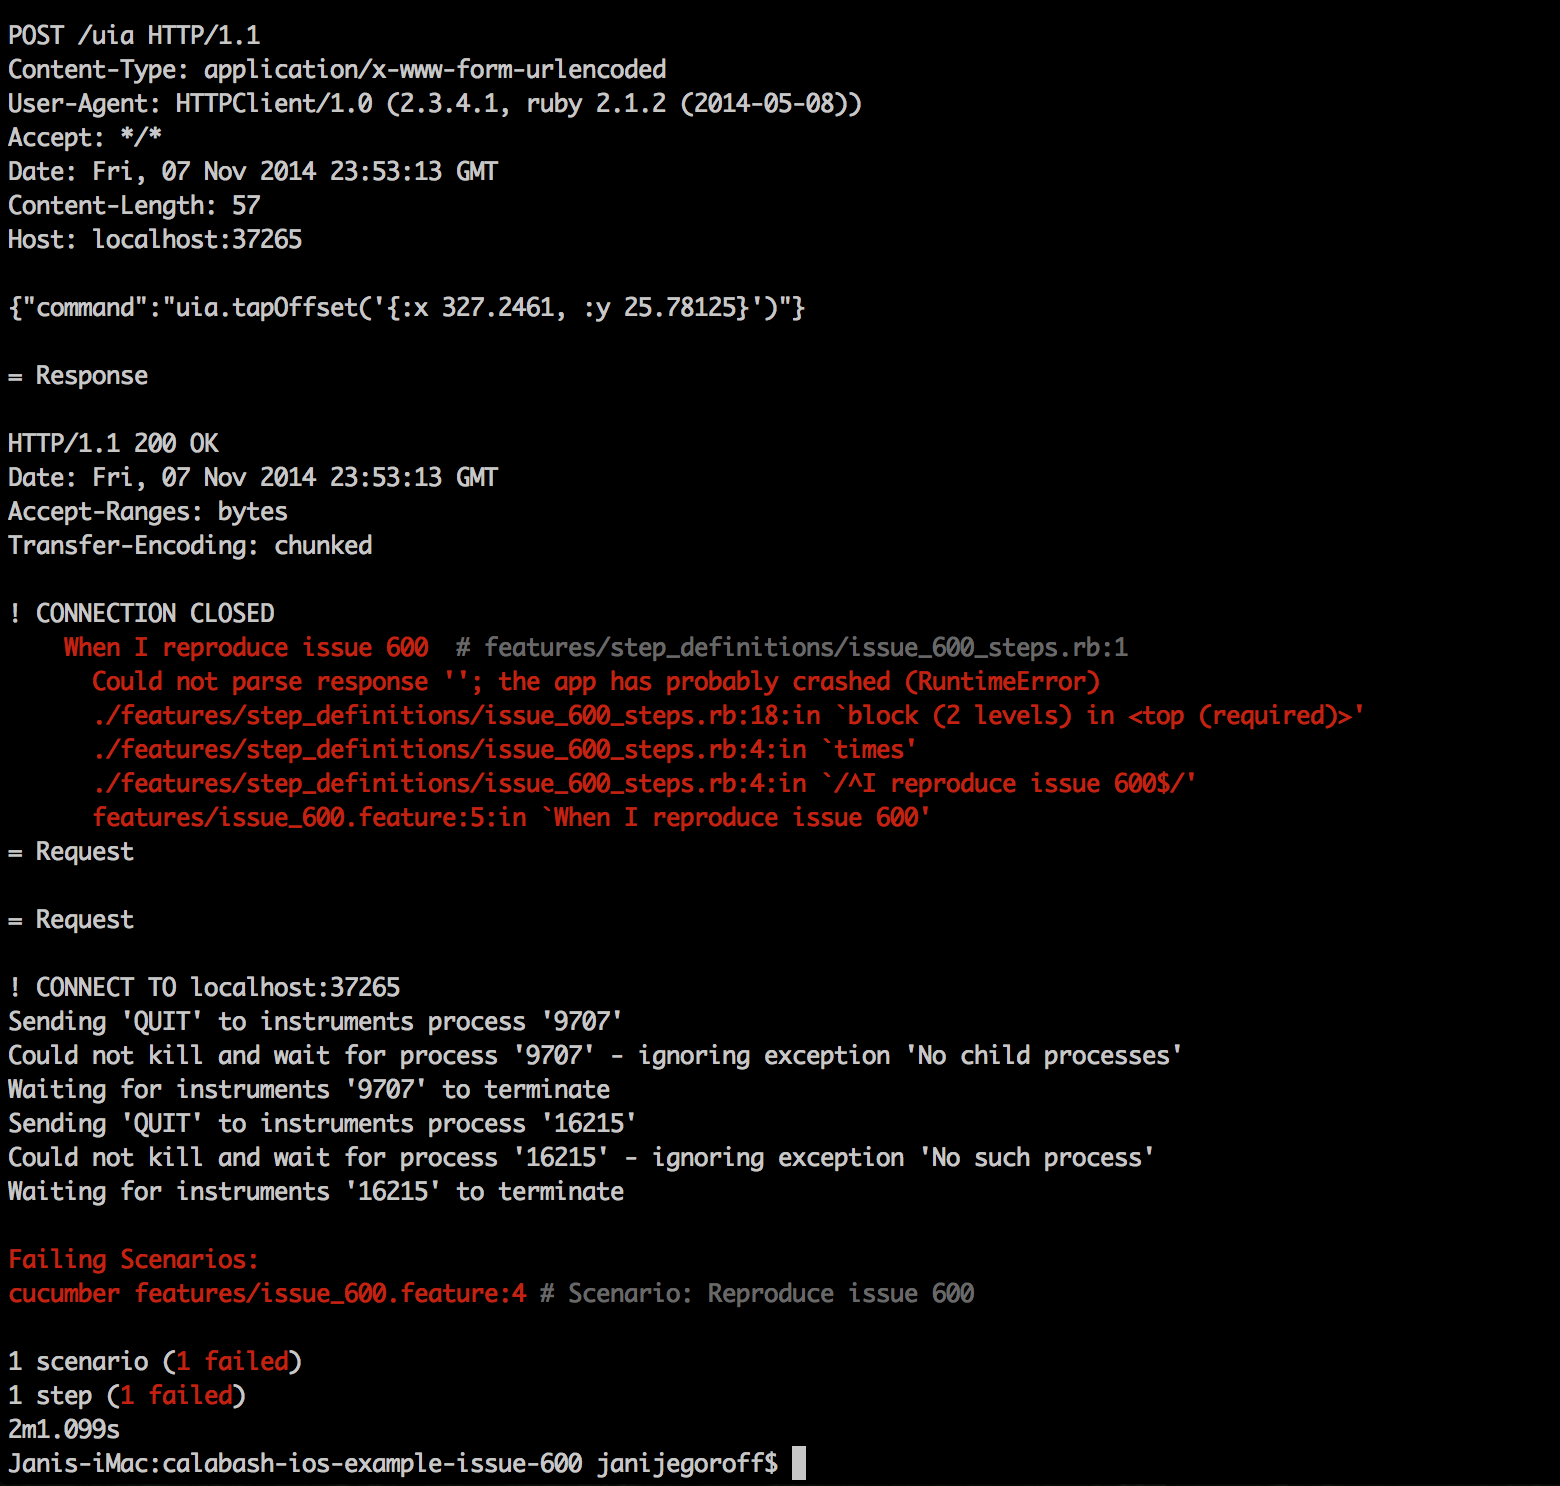 POST /uia HTTP/1.1
Content-Type: application/x-www-form-urlencoded
User-Agent: HTTPClient/1.0 (2.3.4.1, ruby 2.1.2 (2014-05-08))
Accept: */*
Date: Fri, 07 Nov 2014 23:53:13 GMT
Content-Length: 57
Host: localhost:37265
{"command":"uia.tapOffset('{:x 327.2461, :y 25.78125}')"}
= Response
HTTP/1.1 200 OK
Date: Fri, 07 Nov 2014 23:53:13 GMT
Accept-Ranges: bytes
Transfer-Encoding: chunked
! CONNECTION CLOSED
When I reproduce issue 600  # features/step_definitions/issue_600_steps.rb:1
Could not parse response ''; the app has probably crashed (RuntimeError)
./features/step_definitions/issue_600_steps.rb:18:in `block (2 levels) in <top (required)>'
./features/step_definitions/issue_600_steps.rb:4:in `times'
./features/step_definitions/issue_600_steps.rb:4:in `/^I reproduce issue 600$/'
features/issue_600.feature:5:in `When I reproduce issue 600'
= Request
= Request
! CONNECT TO localhost:37265
Sending 'QUIT' to instruments process '9707'
Could not kill and wait for process '9707' - ignoring exception 'No child processes'
Waiting for instruments '9707' to terminate
Sending 'QUIT' to instruments process '16215'
Could not kill and wait for process '16215' - ignoring exception 'No such process'
Waiting for instruments '16215' to terminate
Failing Scenarios:
cucumber features/issue_600.feature:4 # Scenario: Reproduce issue 600
1 scenario (1 failed)
1 step (1 failed)
2m1.099s
Janis-iMac:calabash-ios-example-issue-600 janijegoroff$